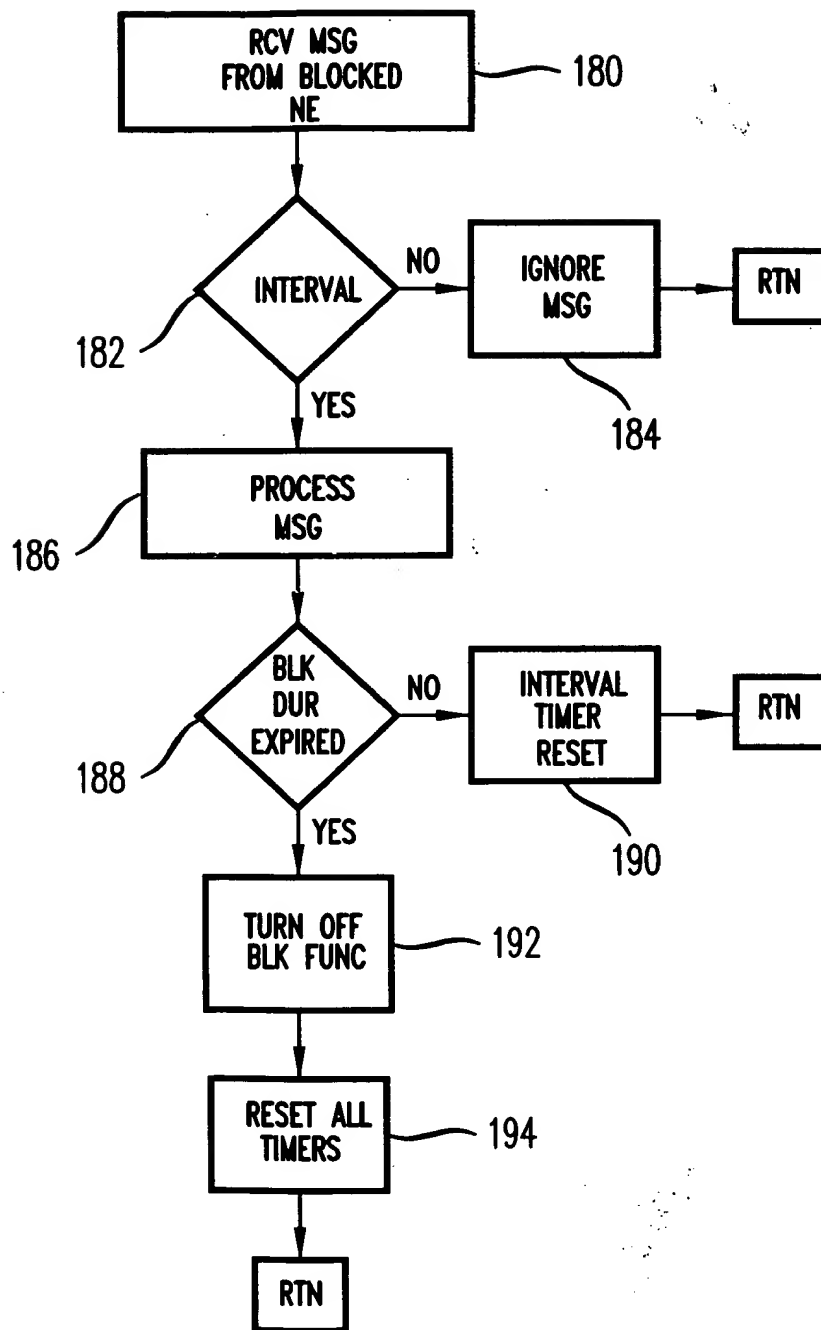 RCV MSG
FROM BLOCKED
NE
180
INTERVAL
NO
IGNORE
MSG
RTN
182
184
YES
PROCESS
MSG
186
BLK
DUR
EXPIRED
NO
INTERVAL
TIMER
RESET
RTN
188
190
YES
TURN OFF
BLK FUNC
192
RESET ALL
TIMERS
194
RTN